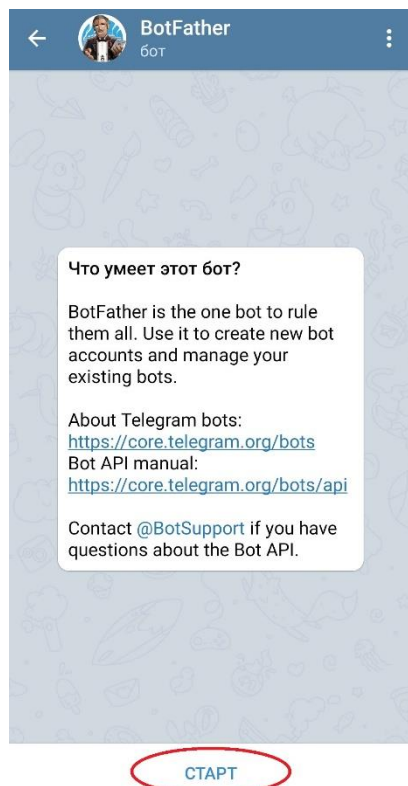 BotFather
бот
Что умеет этот бот?
BotFather is the one bot to rule
them all. Use it to create new bot
accounts and manage your
existing bots.
About Telegram bots:
https://core.telegram.org/bots
Bot API manual:
https://core.telegram.org/bots/api
Contact @BotSupport if you have
questions about the Bot API.
СТАРТ